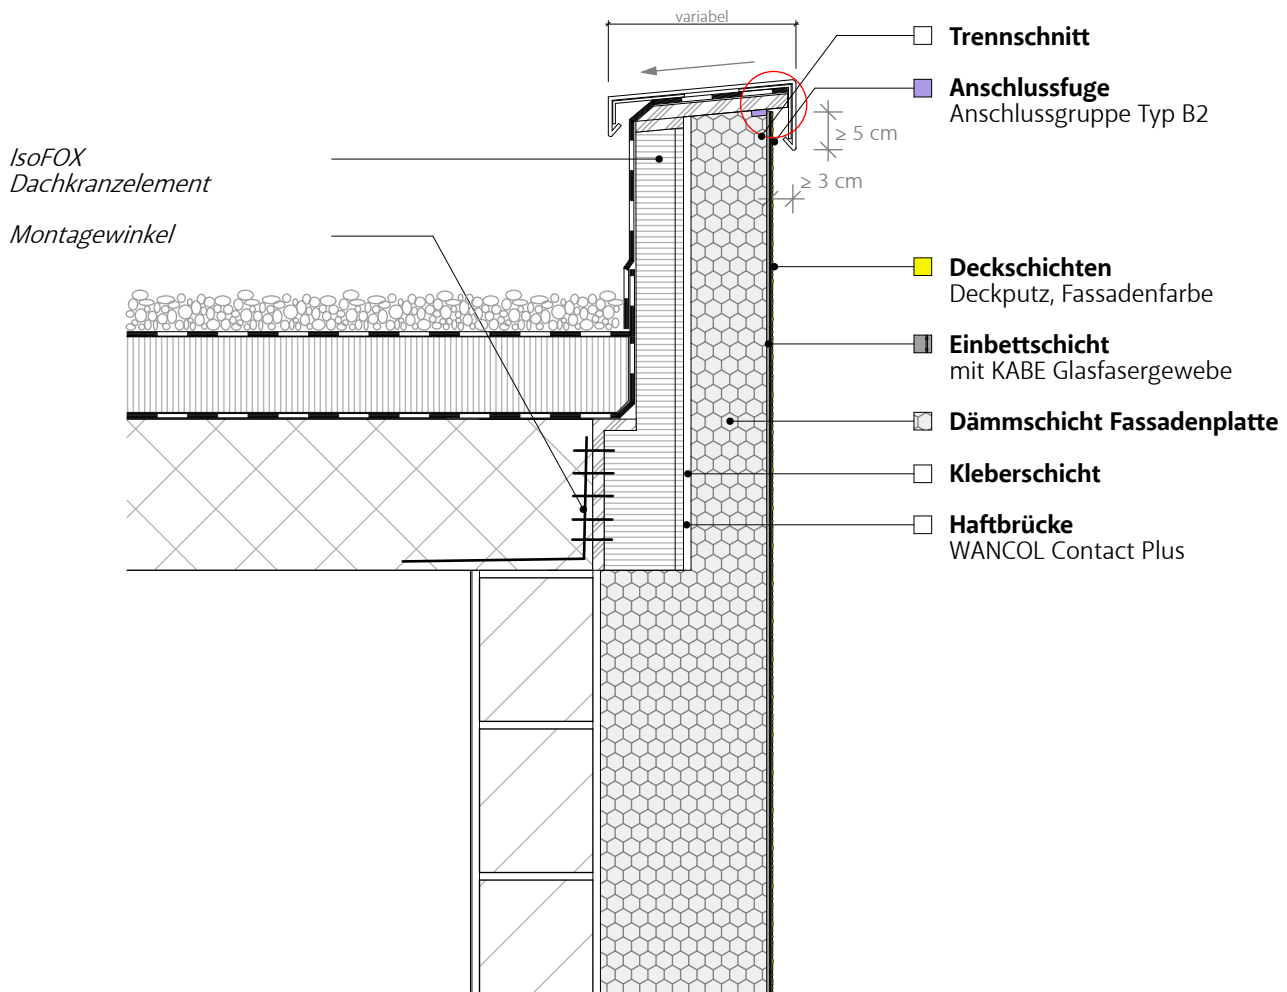 variabel
Trennschnitt
Anschlussfuge
Anschlussgruppe Typ B2
≥ 5 cm
IsoFOX
Dachkranzelement
≥ 3 cm
Montagewinkel
Deckschichten
Deckputz, Fassadenfarbe
Einbettschicht
mit KABE Glasfasergewebe
Dämmschicht Fassadenplatte
Kleberschicht
Haftbrücke
WANCOL Contact Plus